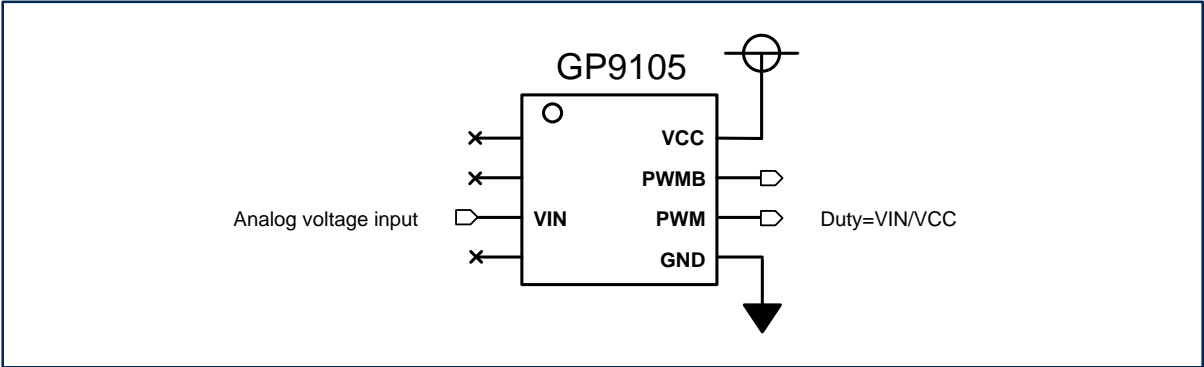 GP9105
VCC
PWMB
Analog voltage input
VIN
PWM
Duty=VIN/VCC
GND